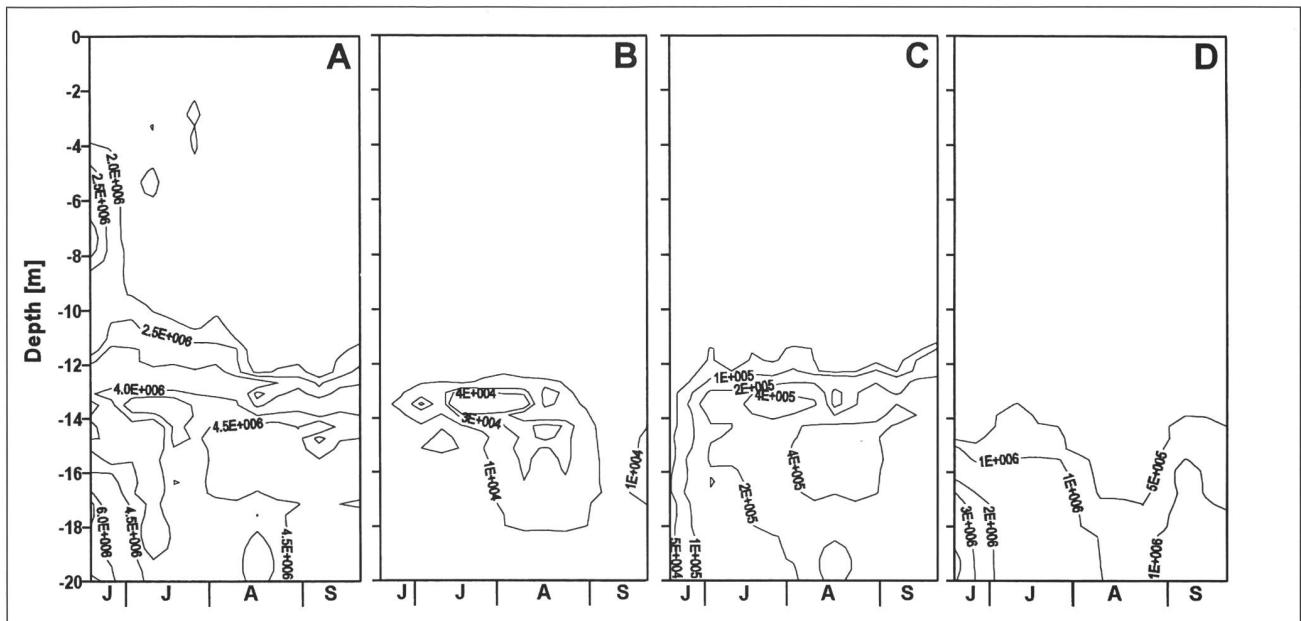 A
B
C
D
Depth [m]
0
-2
-4
-6
-8
-10
-12
-14
-16
-18
-20
2.0E+006
2.5E+006
2.5E+006
4.0E+006
4.5E+006
6.0E+006
4.5E+006
4.5E+006
J J A S
4E+004
3E+004
1E+004
1E+004
J J A S
1E+005
2E+005
4E+005
4E+005
2E+005
5E+004
1E+005
J J A S
1E+006
1E+006
5E+005
3E+006
2E+006
1E+006
J J A S